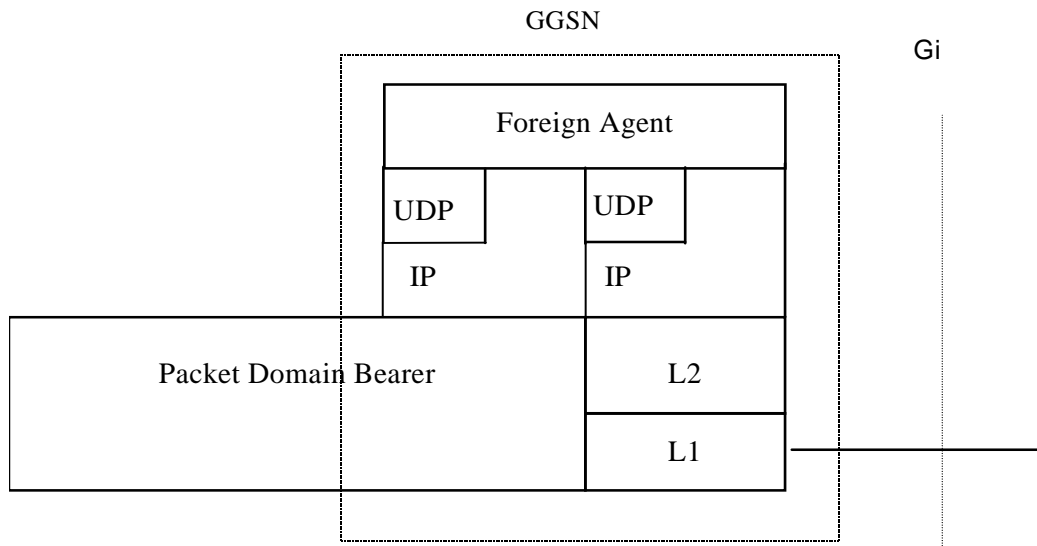 GGSN
Gi
Foreign Agent
UDP
UDP
IP
IP
Packet Domain Bearer
L2
L1